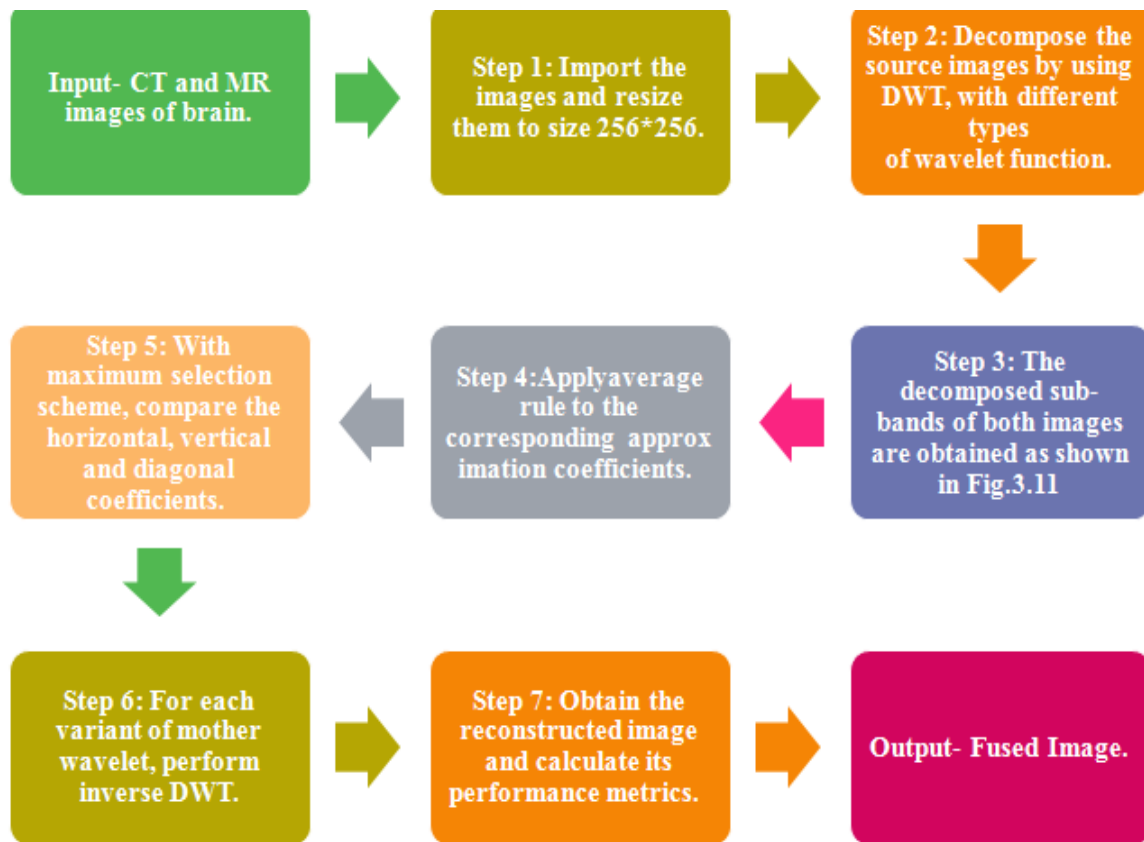 Input- CT and MR
images of brain.
Step 1: Import the
images and resize
them to size 256*256.
Step 2: Decompose the
source images by using
DWT, with different
types
of wavelet function.
Step 3: The
decomposed sub-
bands of both images
are obtained as shown
in Fig.3.11
Step 4:Applyaverage
rule to the
corresponding approx
imation coefficients.
Step 5: With
maximum selection
scheme, compare the
horizontal, vertical
and diagonal
coefficients.
Step 6: For each
variant of mother
wavelet, perform
inverse DWT.
Step 7: Obtain the
reconstructed image
and calculate its
performance metrics.
Output- Fused Image.